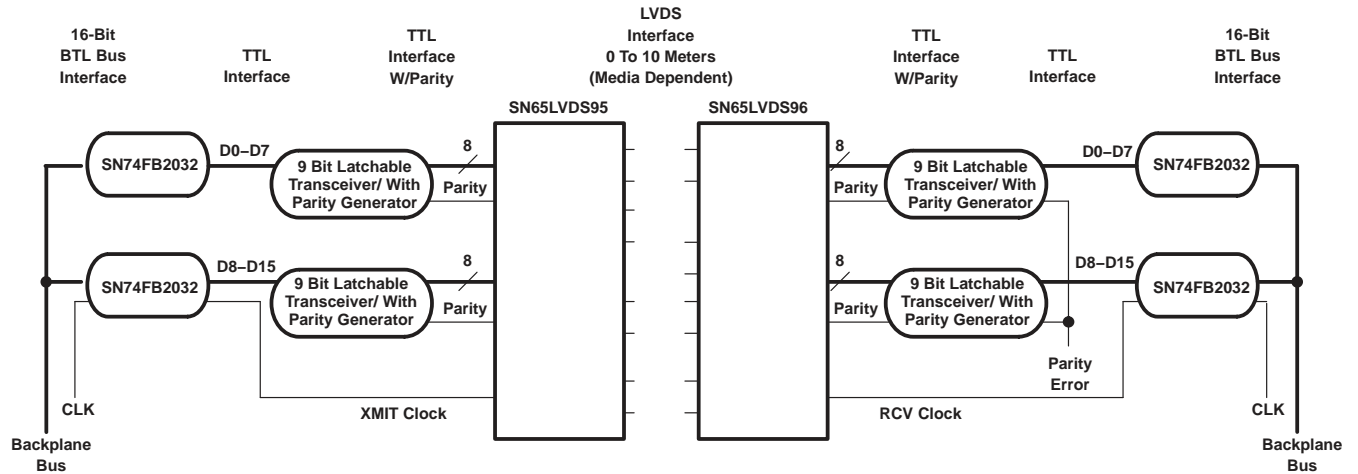 LVDS
Interface
0 To 10 Meters
(Media Dependent)
16-Bit
BTL Bus
Interface
TTL
Interface
TTL
Interface
W/Parity
TTL
Interface
W/Parity
TTL
Interface
16-Bit
BTL Bus
Interface
SN65LVDS95
SN65LVDS96
SN74FB2032
D0–D7
9 Bit Latchable
Transceiver/ With
Parity Generator
8
Parity
8
Parity
9 Bit Latchable
Transceiver/ With
Parity Generator
D0–D7
SN74FB2032
SN74FB2032
D8–D15
9 Bit Latchable
Transceiver/ With
Parity Generator
8
Parity
8
Parity
9 Bit Latchable
Transceiver/ With
Parity Generator
D8–D15
SN74FB2032
Parity
Error
CLK
XMIT Clock
RCV Clock
CLK
Backplane
Bus
Backplane
Bus